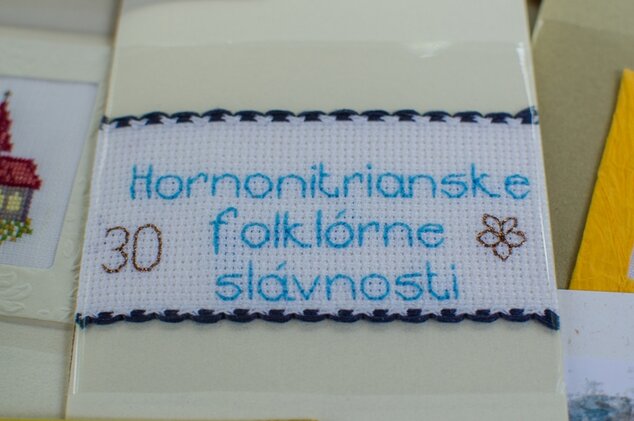 Hornonitrianske
30 folklórne
slávnosti